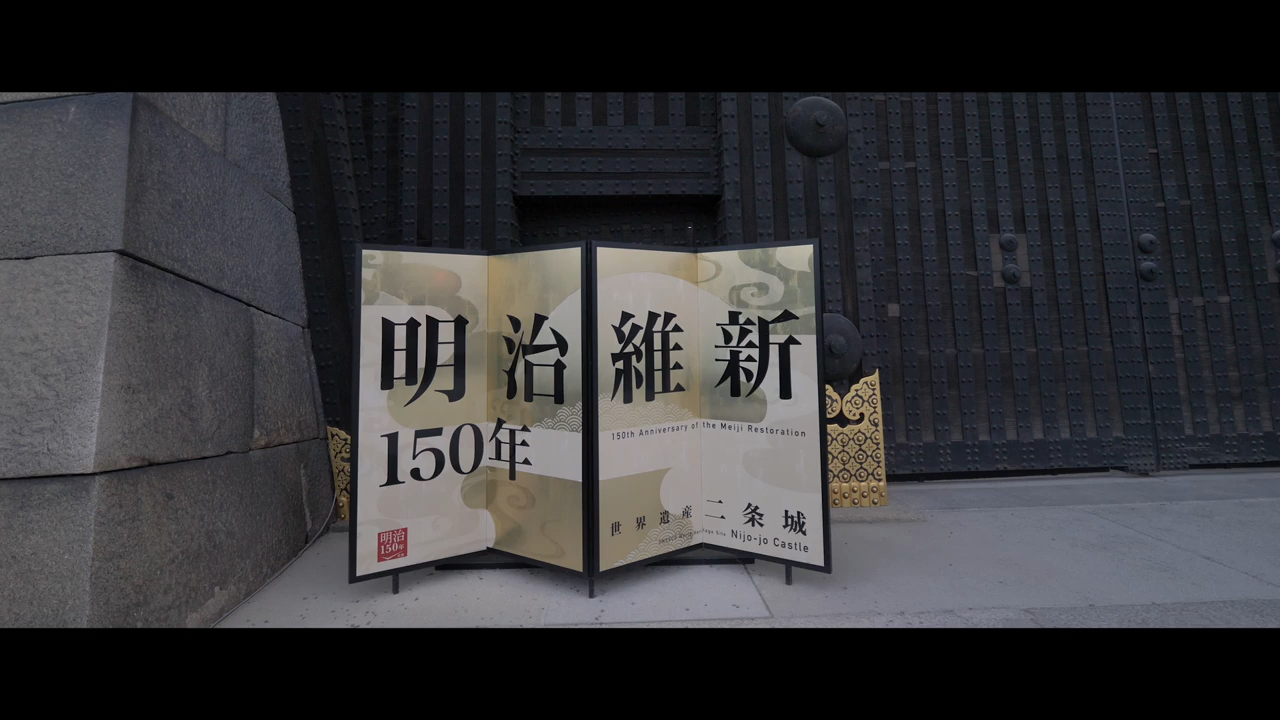 明治維新
150年
150th Anniversary of the Meiji Restoration
世界遺産 二条城
Nijo-jo Castle
明治
150年